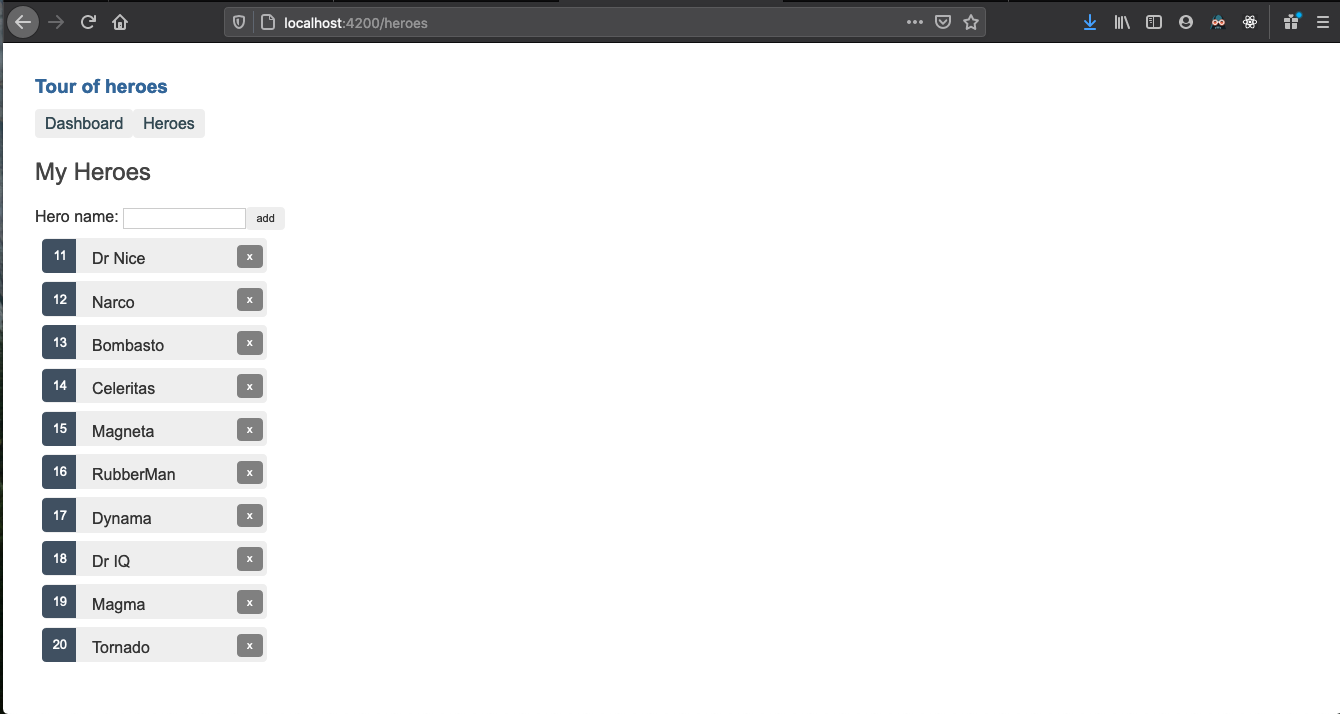 localhost:4200/heroes
Tour of heroes
Dashboard Heroes
My Heroes
Hero name: add
11 Dr Nice x
12 Narco x
13 Bombasto x
14 Celeritas x
15 Magneta x
16 RubberMan x
17 Dynama x
18 Dr IQ x
19 Magma x
20 Tornado x